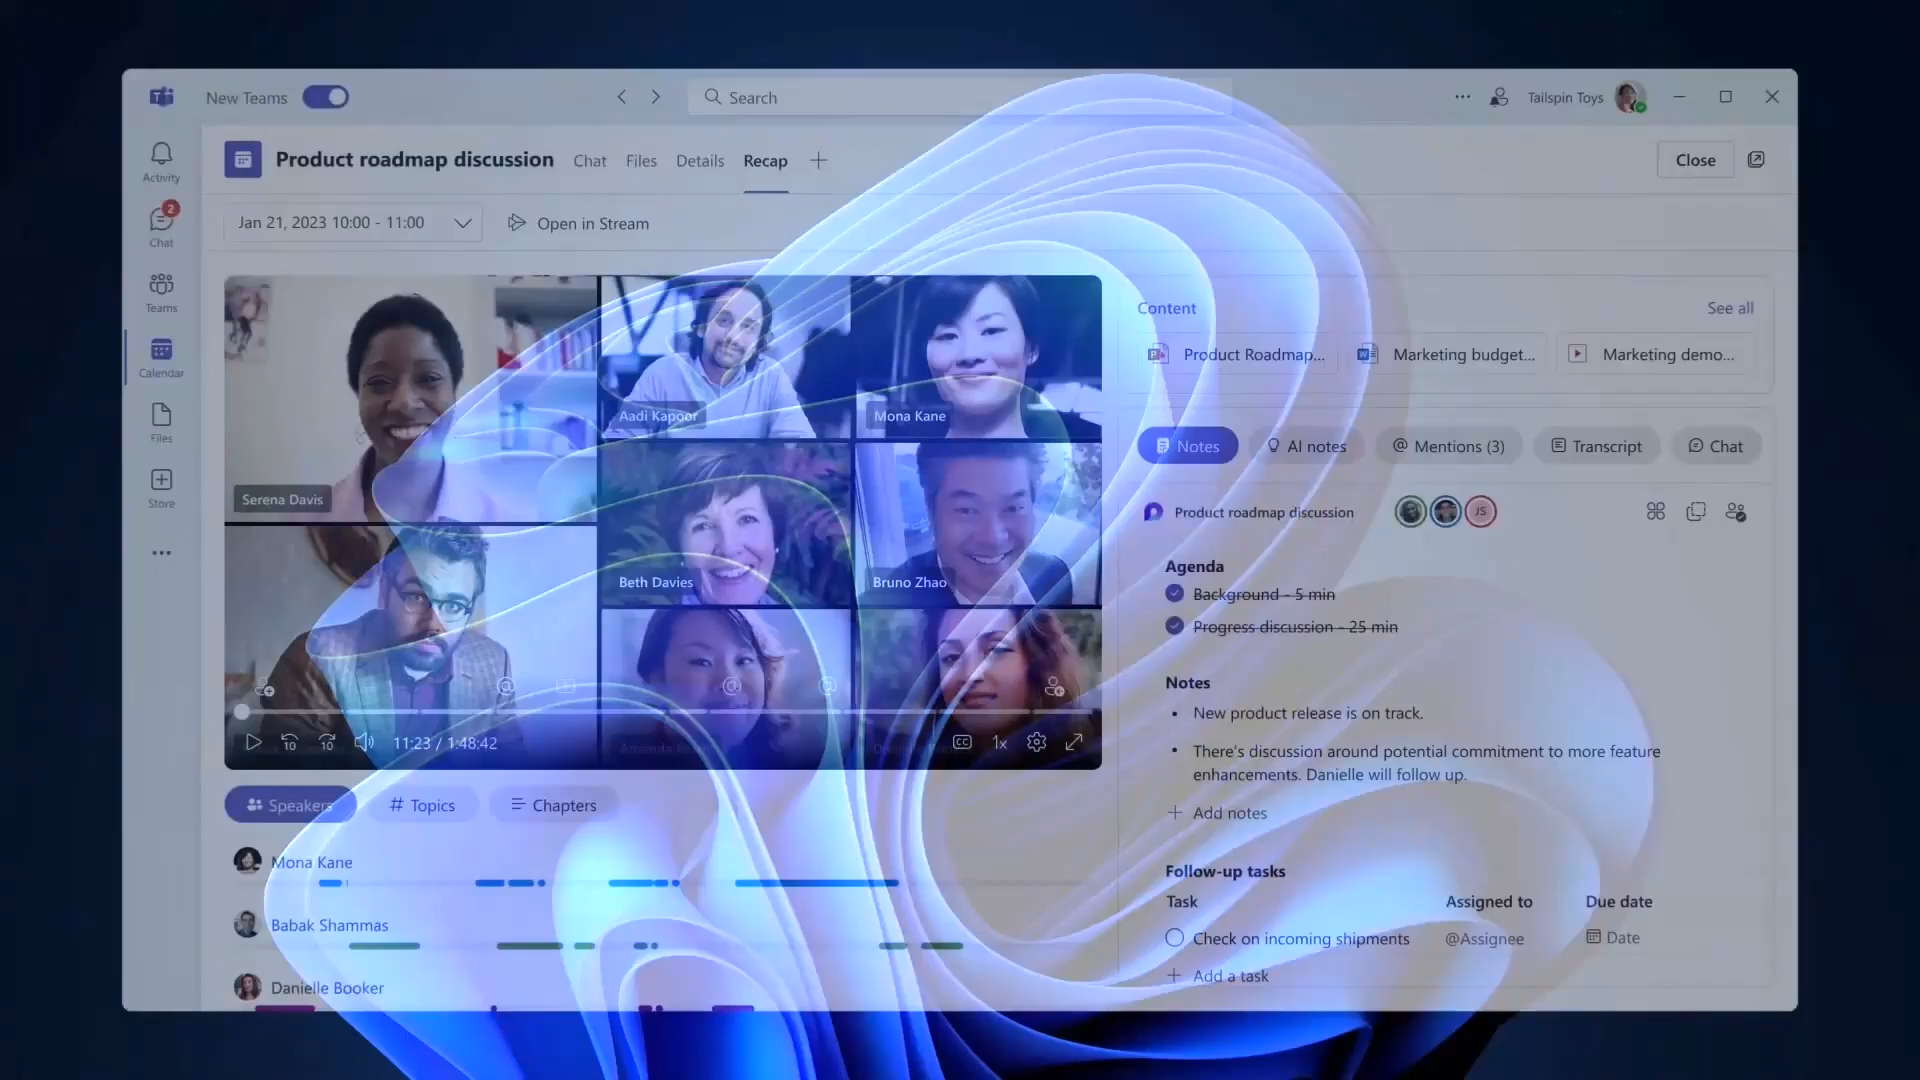 New Teams
Search
Tailspin Toys
Activity
2
Chat
Teams
Calendar
Files
Store
Product roadmap discussion
Chat
Files
Details
Recap
Close
Jan 21, 2023 10:00 - 11:00
Open in Stream
Serena Davis
Aadi Kapoor
Mona Kane
Beth Davies
Bruno Zhao
10
10
11:23 / 1:48:42
CC
1x
Speakers
# Topics
Chapters
Mona Kane
Babak Shammas
Danielle Booker
Content
See all
Product Roadmap...
Marketing budget...
Marketing demo...
Notes
AI notes
@ Mentions (3)
Transcript
Chat
Product roadmap discussion
JS
Agenda
Background - 5 min
Progress discussion - 25 min
Notes
• New product release is on track.
• There's discussion around potential commitment to more feature
enhancements. Danielle will follow up.
+ Add notes
Follow-up tasks
Task
Assigned to
Due date
Check on incoming shipments
@Assignee
Date
+ Add a task